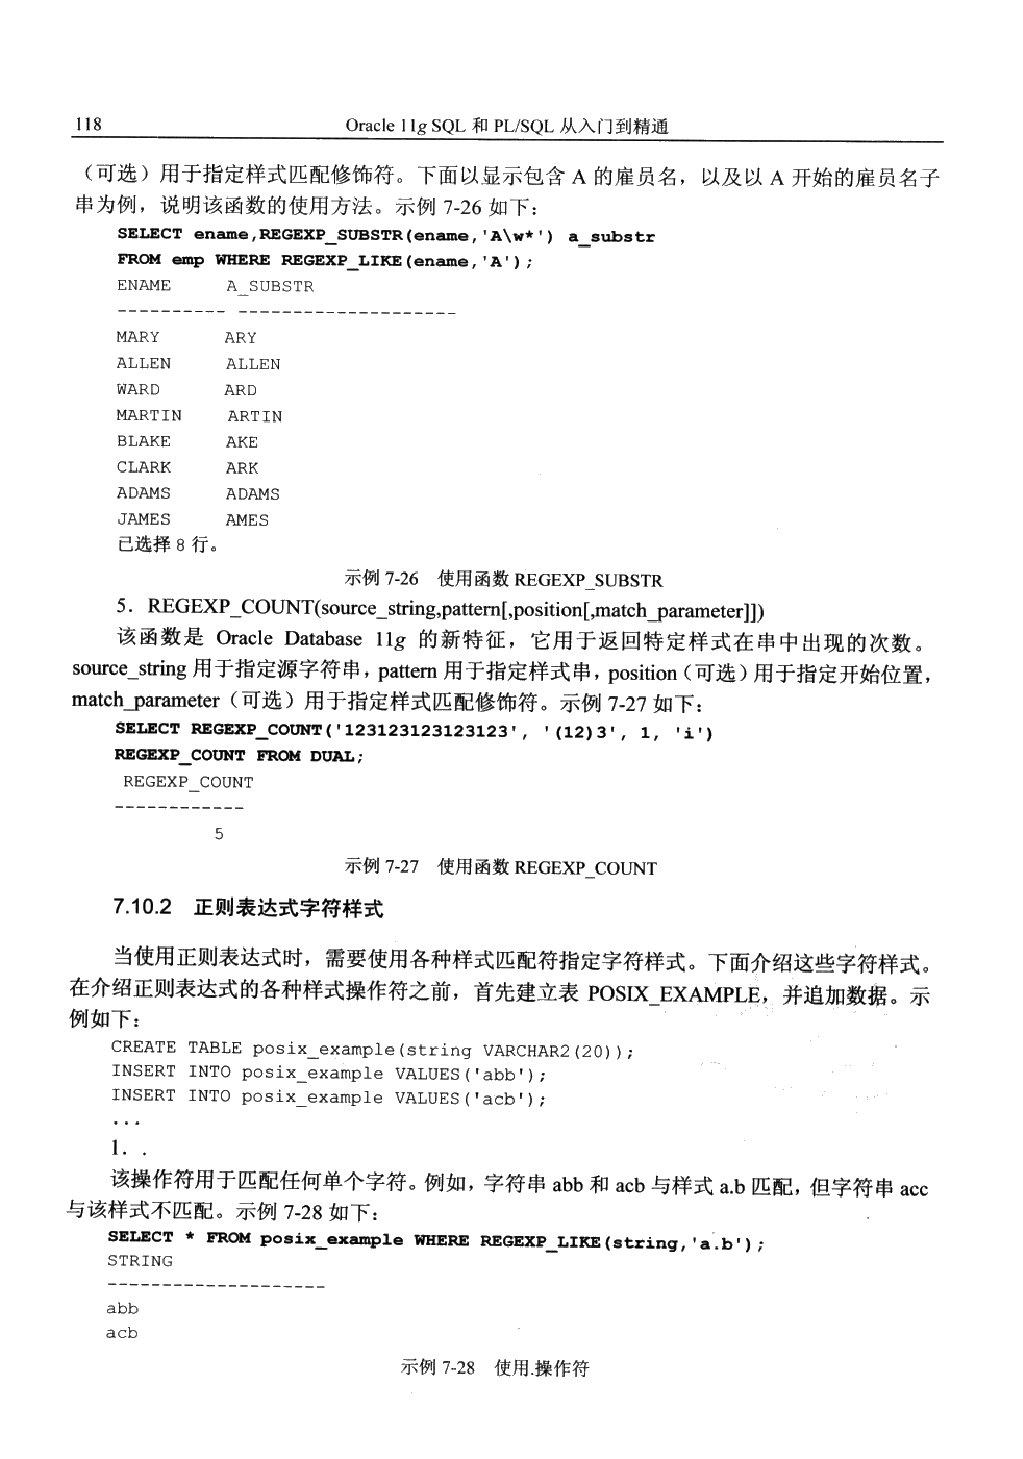 118 Oracle 11g SQL 和 PL/SQL 从入门到精通
（可选）用于指定样式匹配修饰符。下面以显示包含 A 的雇员名，以及以 A 开始的雇员名子
串为例，说明该函数的使用方法。示例 7-26 如下：
SELECT ename,REGEXP_SUBSTR(ename,'A\w*') a_substr
FROM emp WHERE REGEXP_LIKE(ename,'A');
ENAME A_SUBSTR
---------- --------------------
MARY ARY
ALLEN ALLEN
WARD ARD
MARTIN ARTIN
BLAKE AKE
CLARK ARK
ADAMS ADAMS
JAMES AMES
已选择 8 行。
示例 7-26 使用函数 REGEXP_SUBSTR
5．REGEXP_COUNT(source_string,pattern[,position[,match_parameter]])
该函数是 Oracle Database 11g 的新特征，它用于返回特定样式在串中出现的次数。
source_string 用于指定源字符串，pattern 用于指定样式串，position（可选）用于指定开始位置，
match_parameter（可选）用于指定样式匹配修饰符。示例 7-27 如下：
SELECT REGEXP_COUNT('123123123123123', '(12)3', 1, 'i')
REGEXP_COUNT FROM DUAL;
REGEXP_COUNT
------------
5
示例 7-27 使用函数 REGEXP_COUNT
7.10.2 正则表达式字符样式
当使用正则表达式时，需要使用各种样式匹配符指定字符样式。下面介绍这些字符样式。
在介绍正则表达式的各种样式操作符之前，首先建立表 POSIX_EXAMPLE，并追加数据。示
例如下：
CREATE TABLE posix_example(string VARCHAR2(20));
INSERT INTO posix_example VALUES('abb');
INSERT INTO posix_example VALUES('acb');
...
1．.
该操作符用于匹配任何单个字符。例如，字符串 abb 和 acb 与样式 a.b 匹配，但字符串 acc
与该样式不匹配。示例 7-28 如下：
SELECT * FROM posix_example WHERE REGEXP_LIKE(string,'a.b');
STRING
--------------------
abb
acb
示例 7-28 使用.操作符